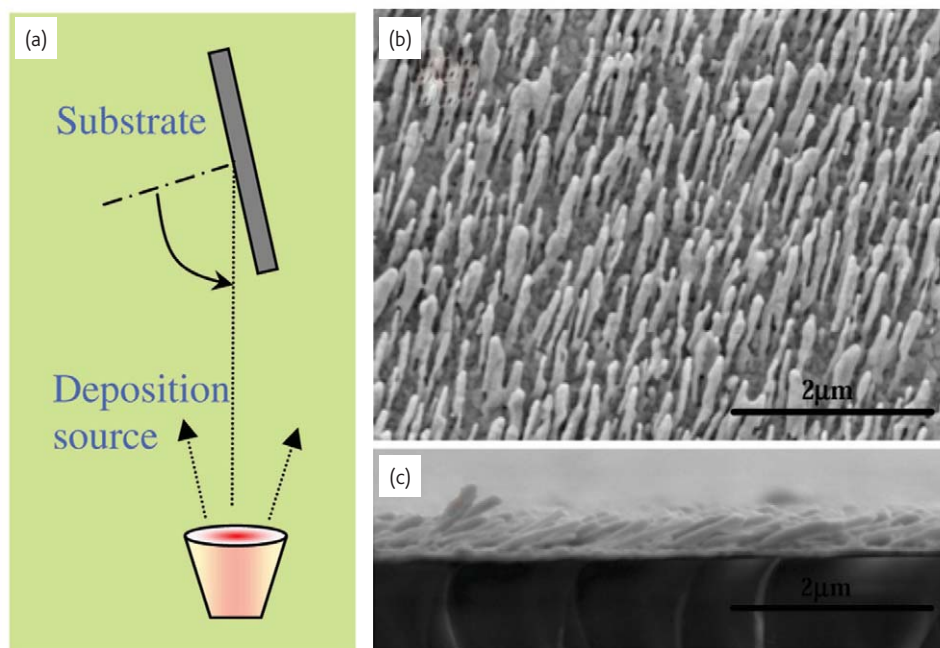 (a)
Substrate
Deposition
source
(b)
2μm
(c)
2μm